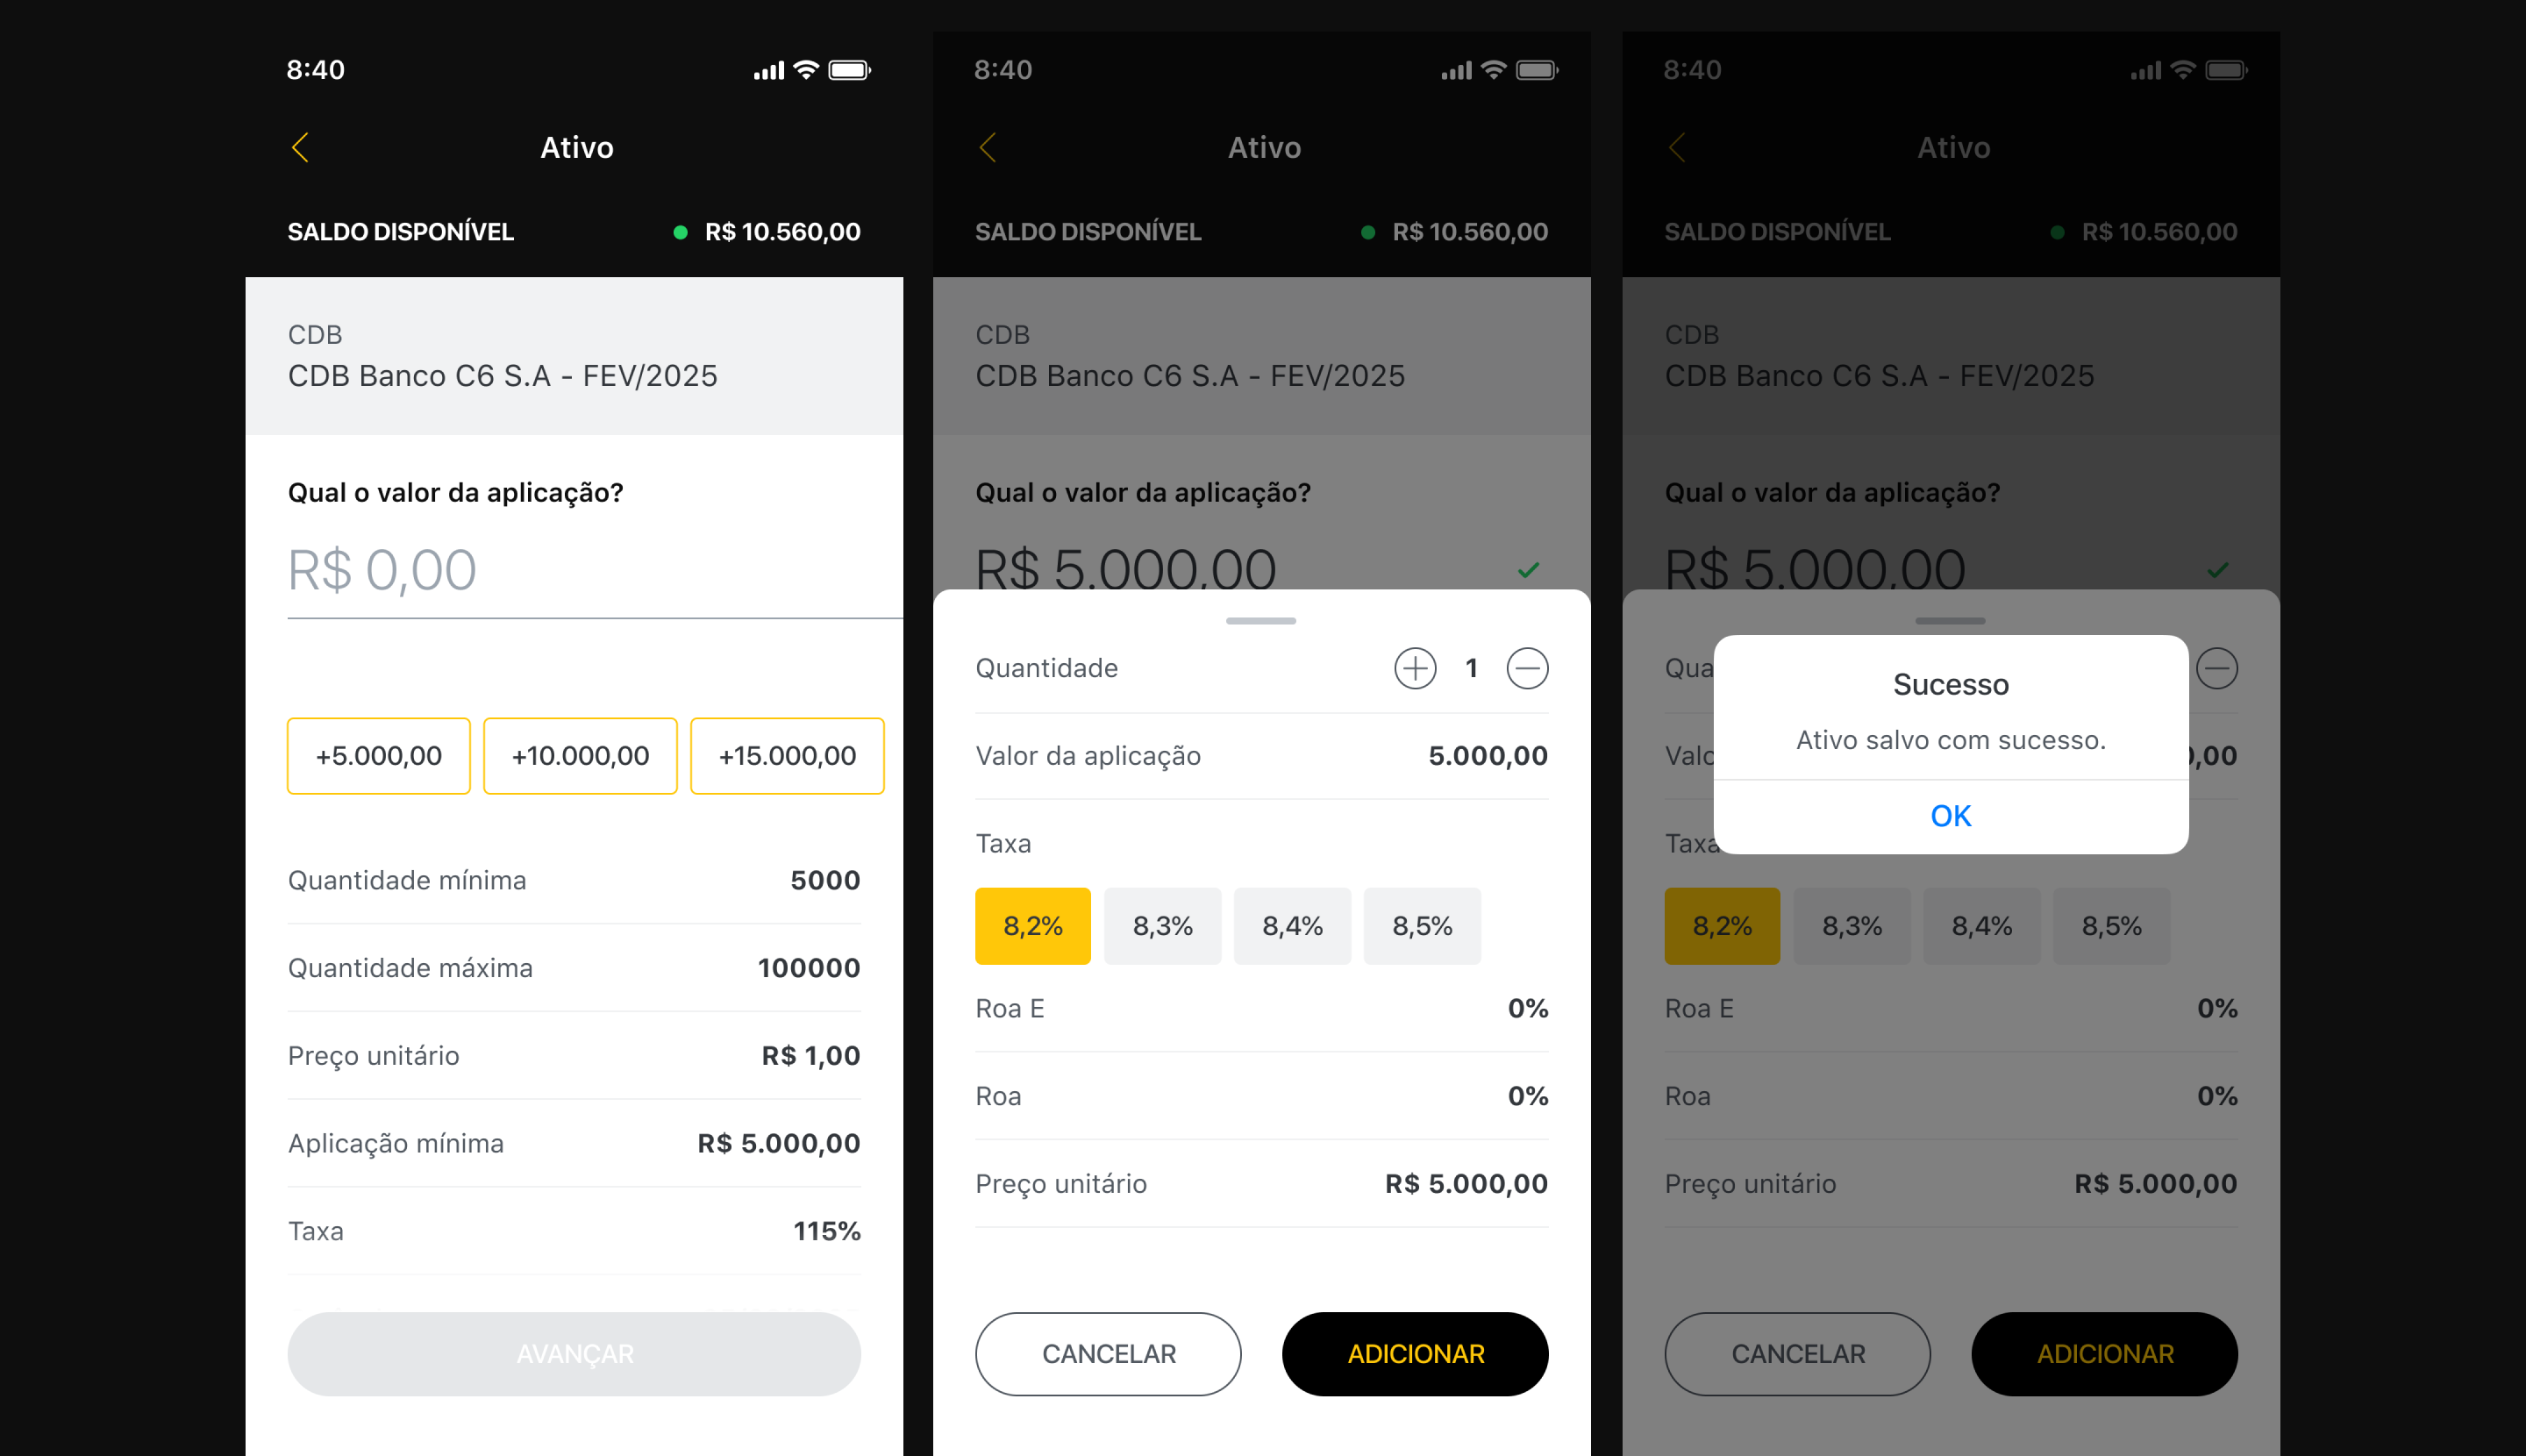 8:40
Ativo
SALDO DISPONÍVEL R$ 10.560,00
CDB
CDB Banco C6 S.A - FEV/2025
Qual o valor da aplicação?
R$ 0,00
+5.000,00 +10.000,00 +15.000,00
Quantidade mínima 5000
Quantidade máxima 100000
Preço unitário R$ 1,00
Aplicação mínima R$ 5.000,00
Taxa 115%
AVANÇAR
8:40
Ativo
SALDO DISPONÍVEL R$ 10.560,00
CDB
CDB Banco C6 S.A - FEV/2025
Qual o valor da aplicação?
R$ 5.000,00
Quantidade 1
Valor da aplicação 5.000,00
Taxa
8,2% 8,3% 8,4% 8,5%
Roa E 0%
Roa 0%
Preço unitário R$ 5.000,00
CANCELAR ADICIONAR
8:40
Ativo
SALDO DISPONÍVEL R$ 10.560,00
CDB
CDB Banco C6 S.A - FEV/2025
Qual o valor da aplicação?
R$ 5.000,00
Sucesso
Ativo salvo com sucesso.
OK
Taxa
8,2% 8,3% 8,4% 8,5%
Roa E 0%
Roa 0%
Preço unitário R$ 5.000,00
CANCELAR ADICIONAR